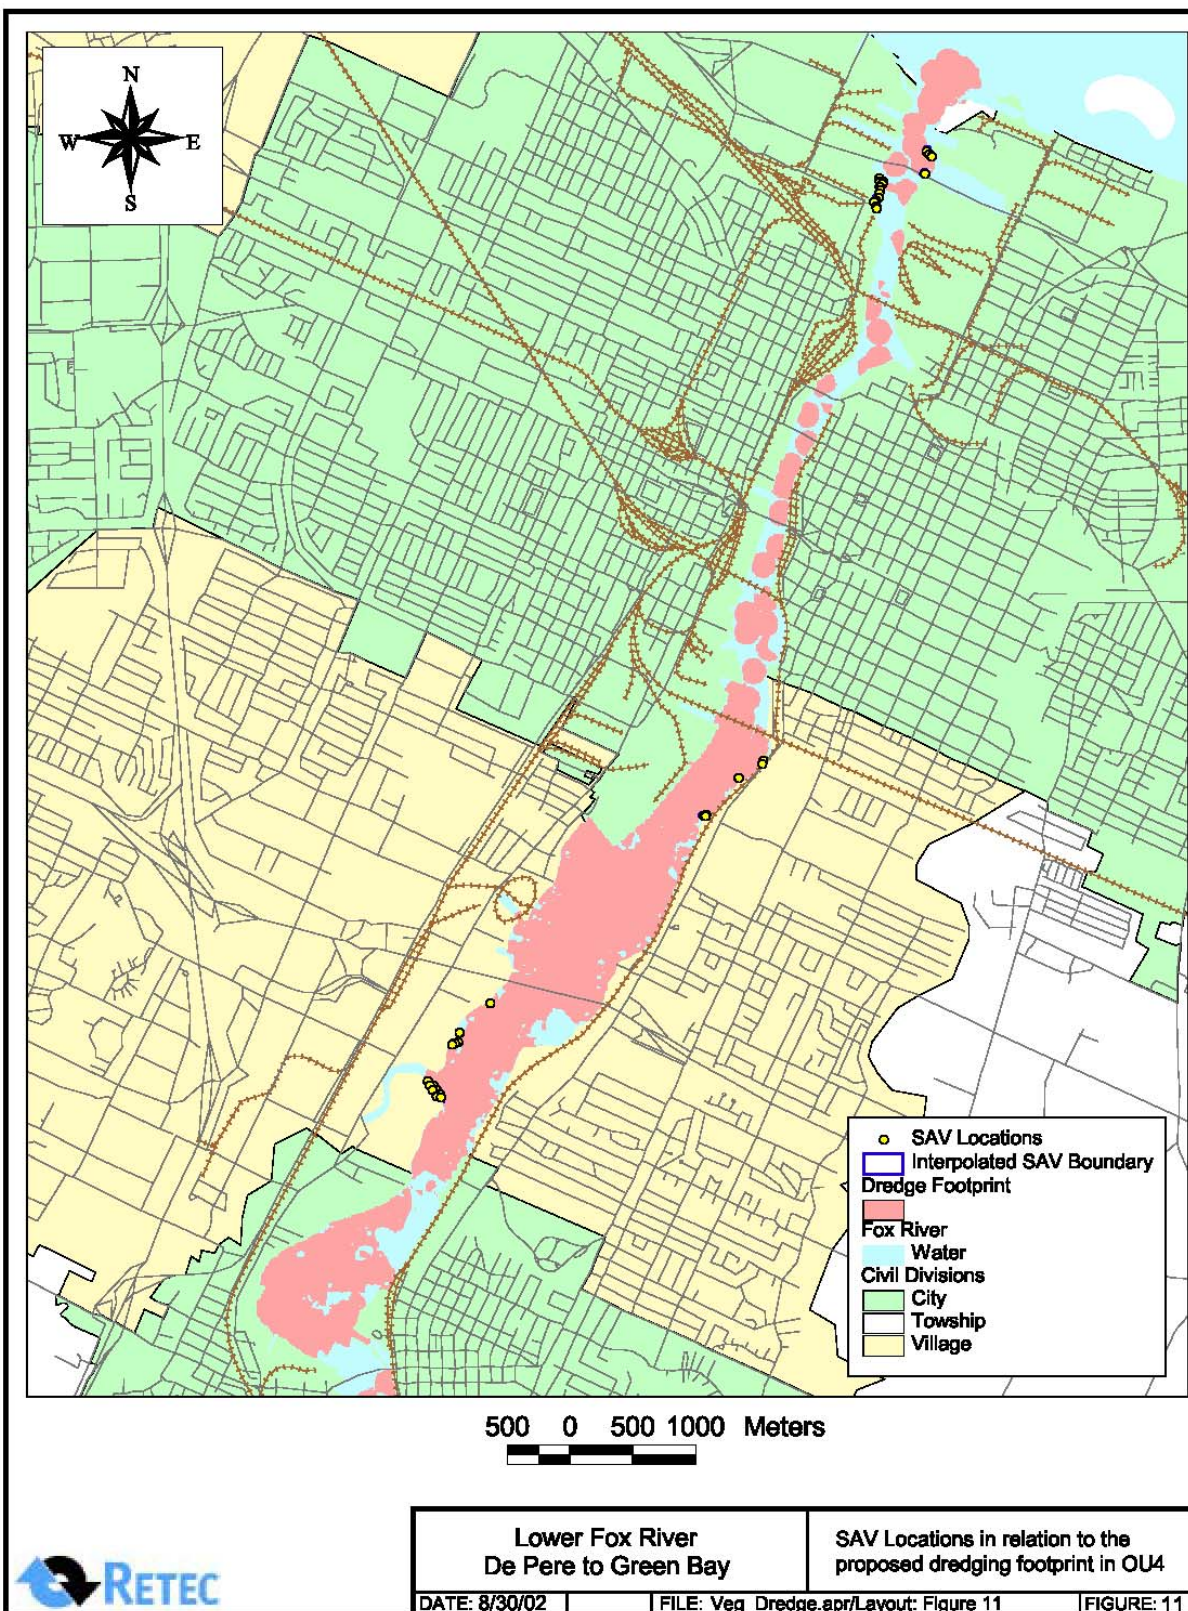 N
W E
S
SAV Locations
Interpolated SAV Boundary
Dredge Footprint
Fox River
Water
Civil Divisions
City
Towship
Village
500 0 500 1000 Meters
RETEC
Lower Fox River
De Pere to Green Bay
SAV Locations in relation to the
proposed dredging footprint in OU4
DATE: 8/30/02
FILE: Veg_Dredge.apr/Layout: Figure 11
FIGURE: 11